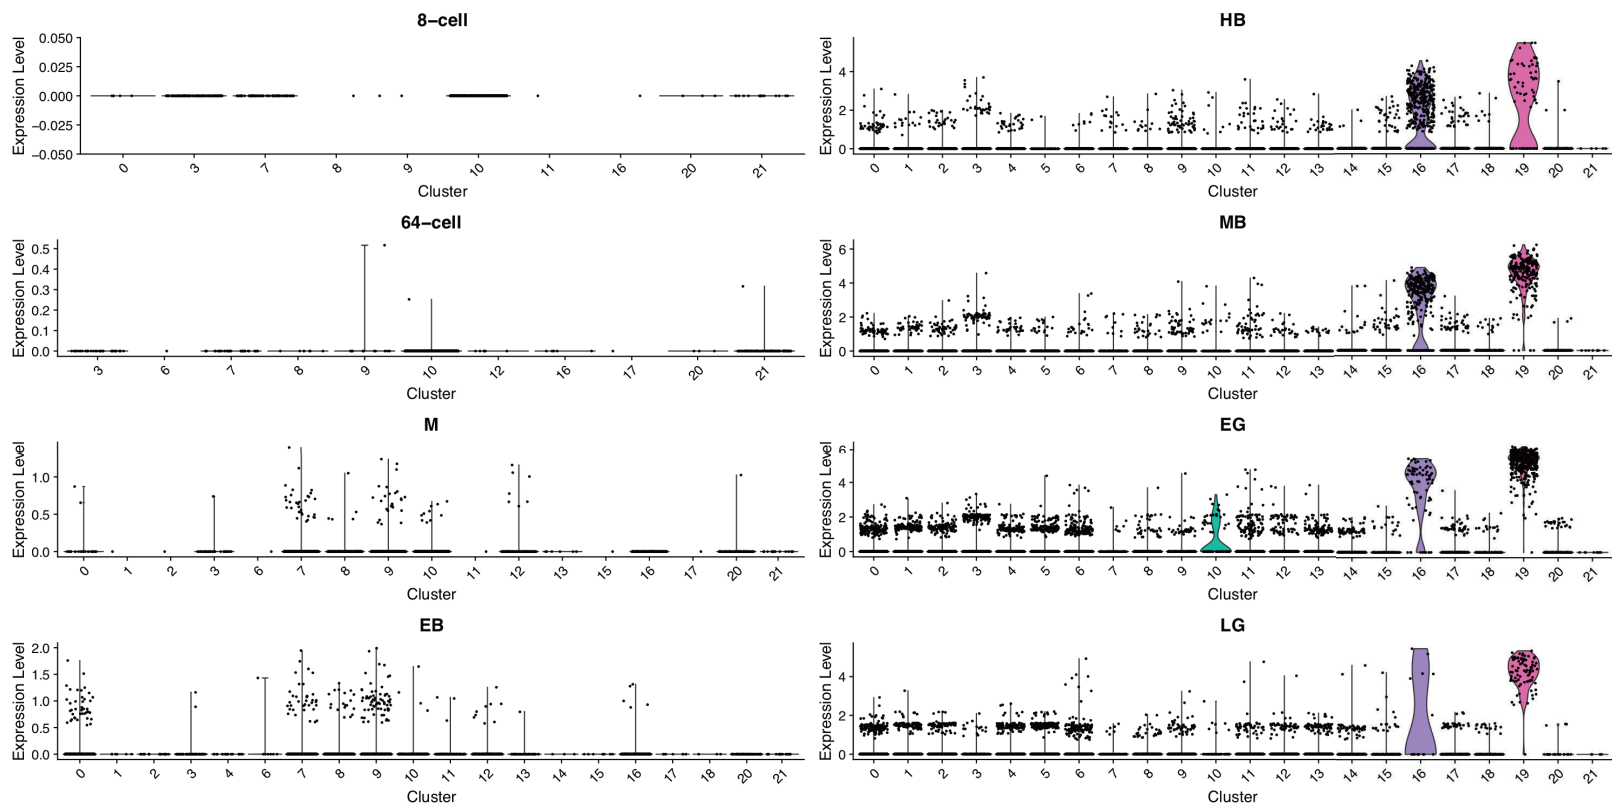 8−cell
Expression Level
0.050
0.025
0.000
−0.025
−0.050
0 3 7 8 9 10 11 16 20 21
Cluster
64−cell
Expression Level
0.5
0.4
0.3
0.2
0.1
0.0
3 6 7 8 9 10 12 16 17 20 21
Cluster
M
Expression Level
1.0
0.5
0.0
0 1 2 3 4 6 7 8 9 10 11 12 13 15 16 17 20 21
Cluster
EB
Expression Level
2.0
1.5
1.0
0.5
0.0
0 1 2 3 4 6 7 8 9 10 11 12 13 14 15 16 17 18 20 21
Cluster
HB
Expression Level
4
2
0
0 1 2 3 4 5 6 7 8 9 10 11 12 13 14 15 16 17 18 19 20 21
Cluster
MB
Expression Level
6
4
2
0
0 1 2 3 4 5 6 7 8 9 10 11 12 13 14 15 16 17 18 19 20 21
Cluster
EG
Expression Level
6
4
2
0
0 1 2 3 4 5 6 7 8 9 10 11 12 13 14 15 16 17 18 19 20 21
Cluster
LG
Expression Level
4
2
0
0 1 2 3 4 5 6 7 8 9 10 11 12 13 14 15 16 17 18 19 20 21
Cluster